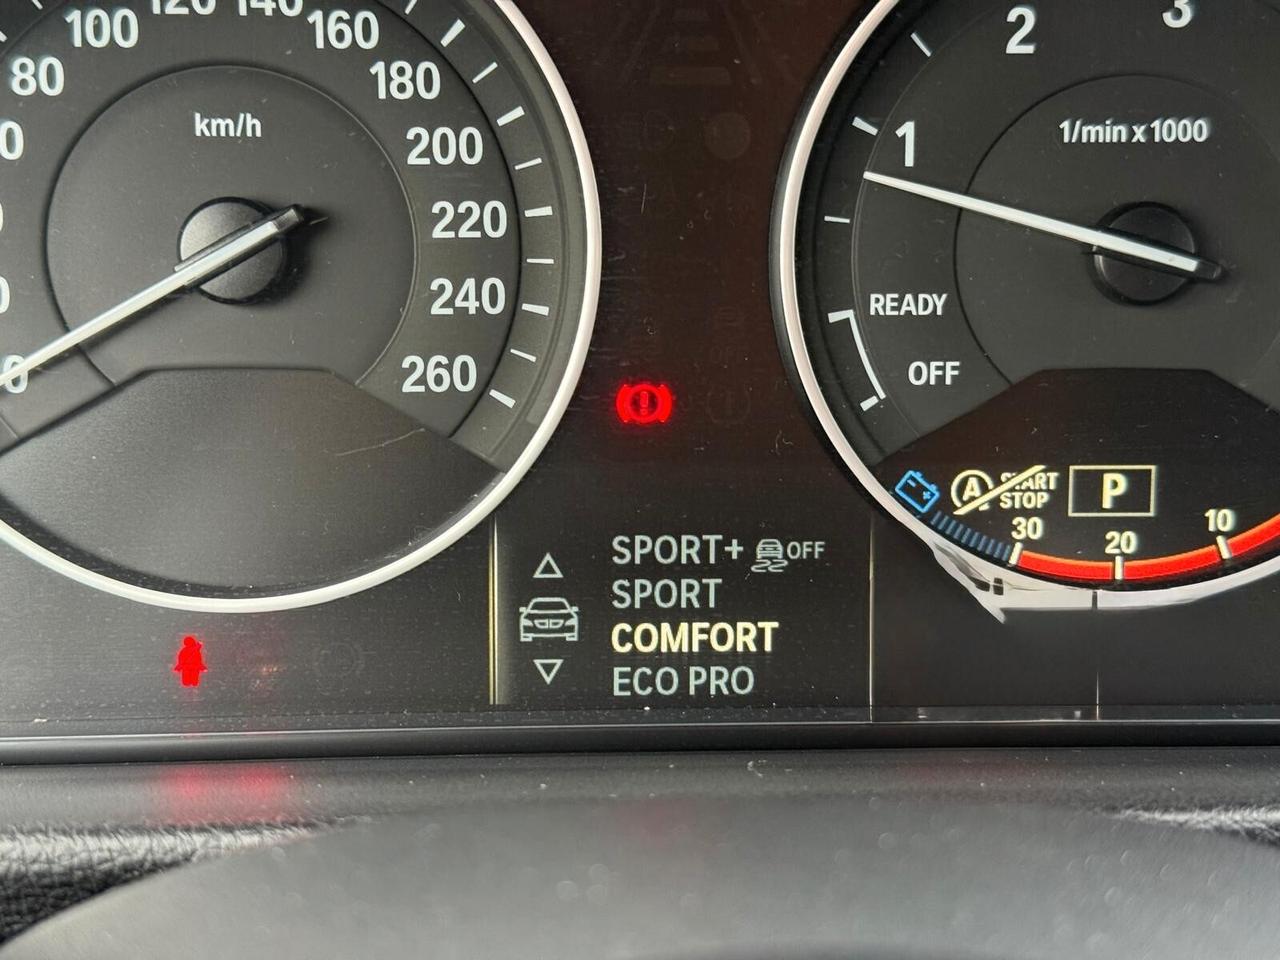 80
100
120
140
160
180
200
220
240
260
km/h
0
1
2
3
1/min x 1000
READY
OFF
A START STOP
P
30
20
10
SPORT+ OFF
SPORT
COMFORT
ECO PRO